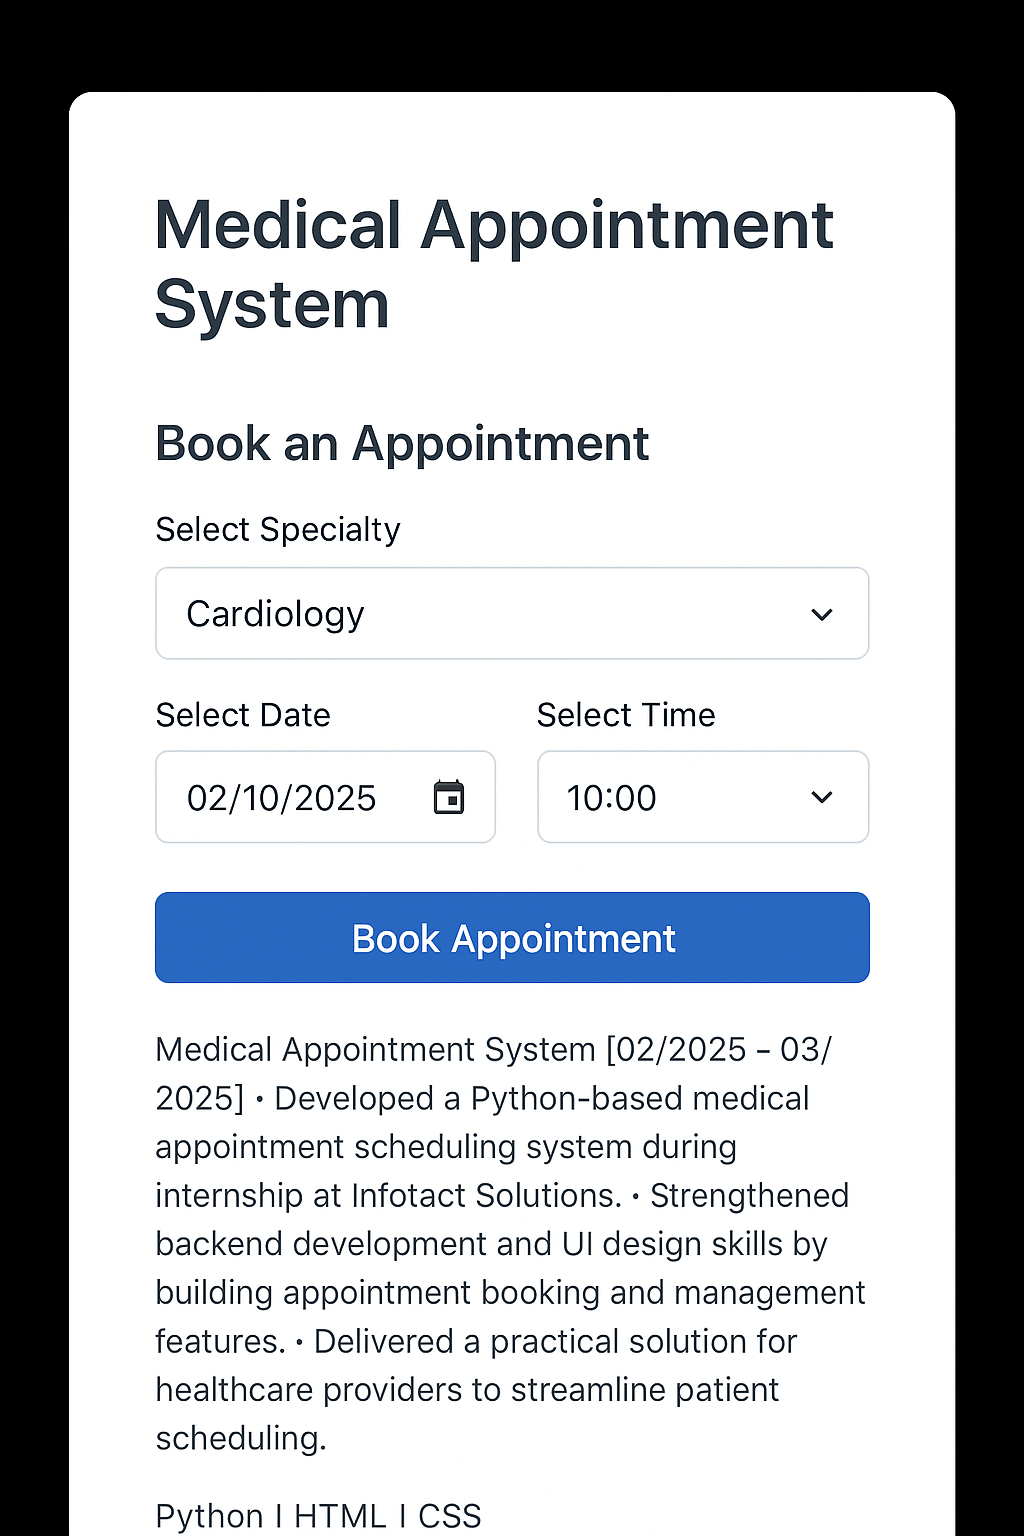 Medical Appointment
System
Book an Appointment
Select Specialty
Cardiology
Select Date
Select Time
02/10/2025
10:00
Book Appointment
Medical Appointment System [02/2025 – 03/
2025] • Developed a Python-based medical
appointment scheduling system during
internship at Infotact Solutions. • Strengthened
backend development and UI design skills by
building appointment booking and management
features. • Delivered a practical solution for
healthcare providers to streamline patient
scheduling.
Python | HTML | CSS